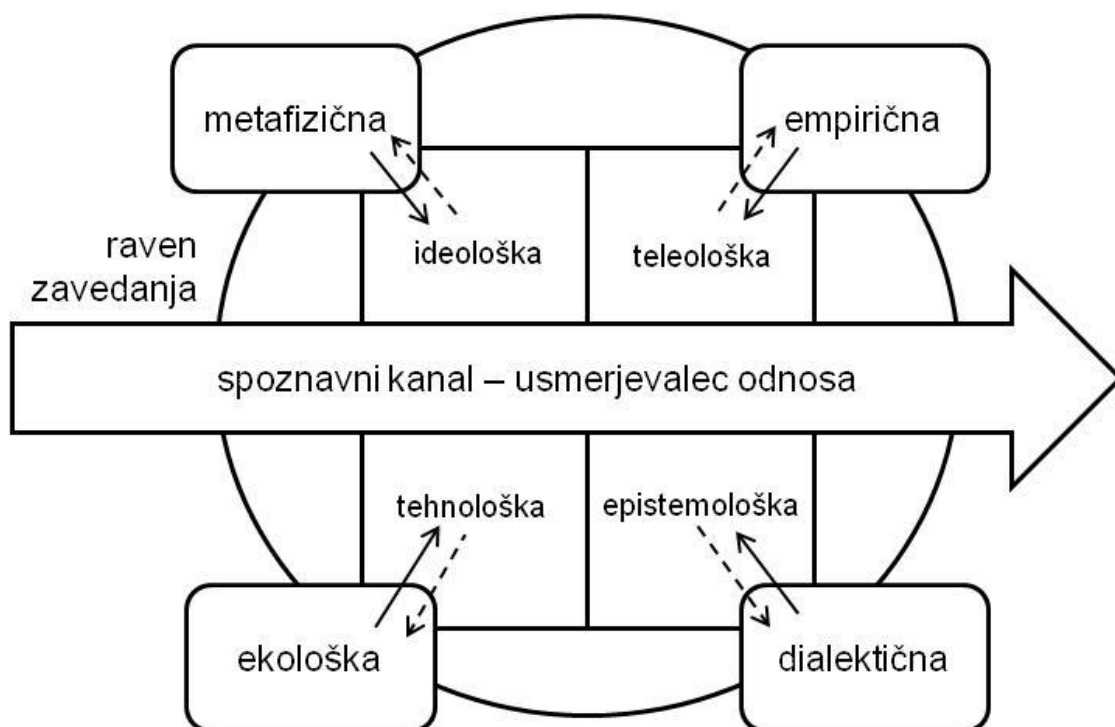 metafizična
empirična
raven
zavedanja
ideološka
teleološka
spoznavni kanal – usmerjevalec odnosa
tehnološka
epistemološka
ekološka
dialektična